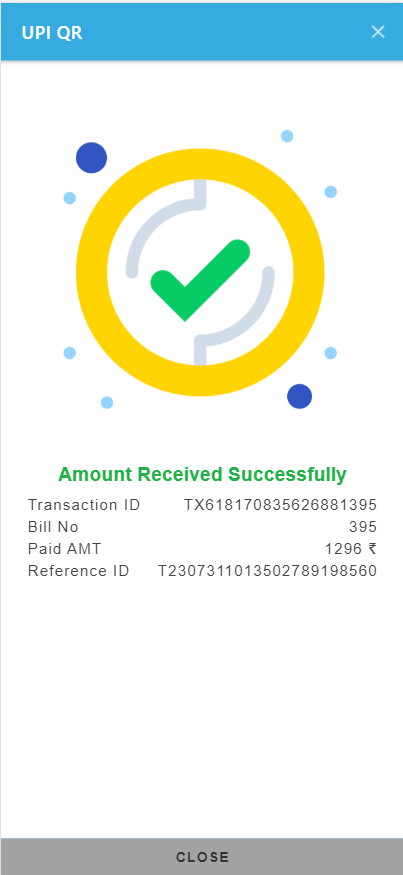 UPI QR
Amount Received Successfully
Transaction ID TX618170835626881395
Bill No 395
Paid AMT 1296 ₹
Reference ID T2307311013502789198560
CLOSE